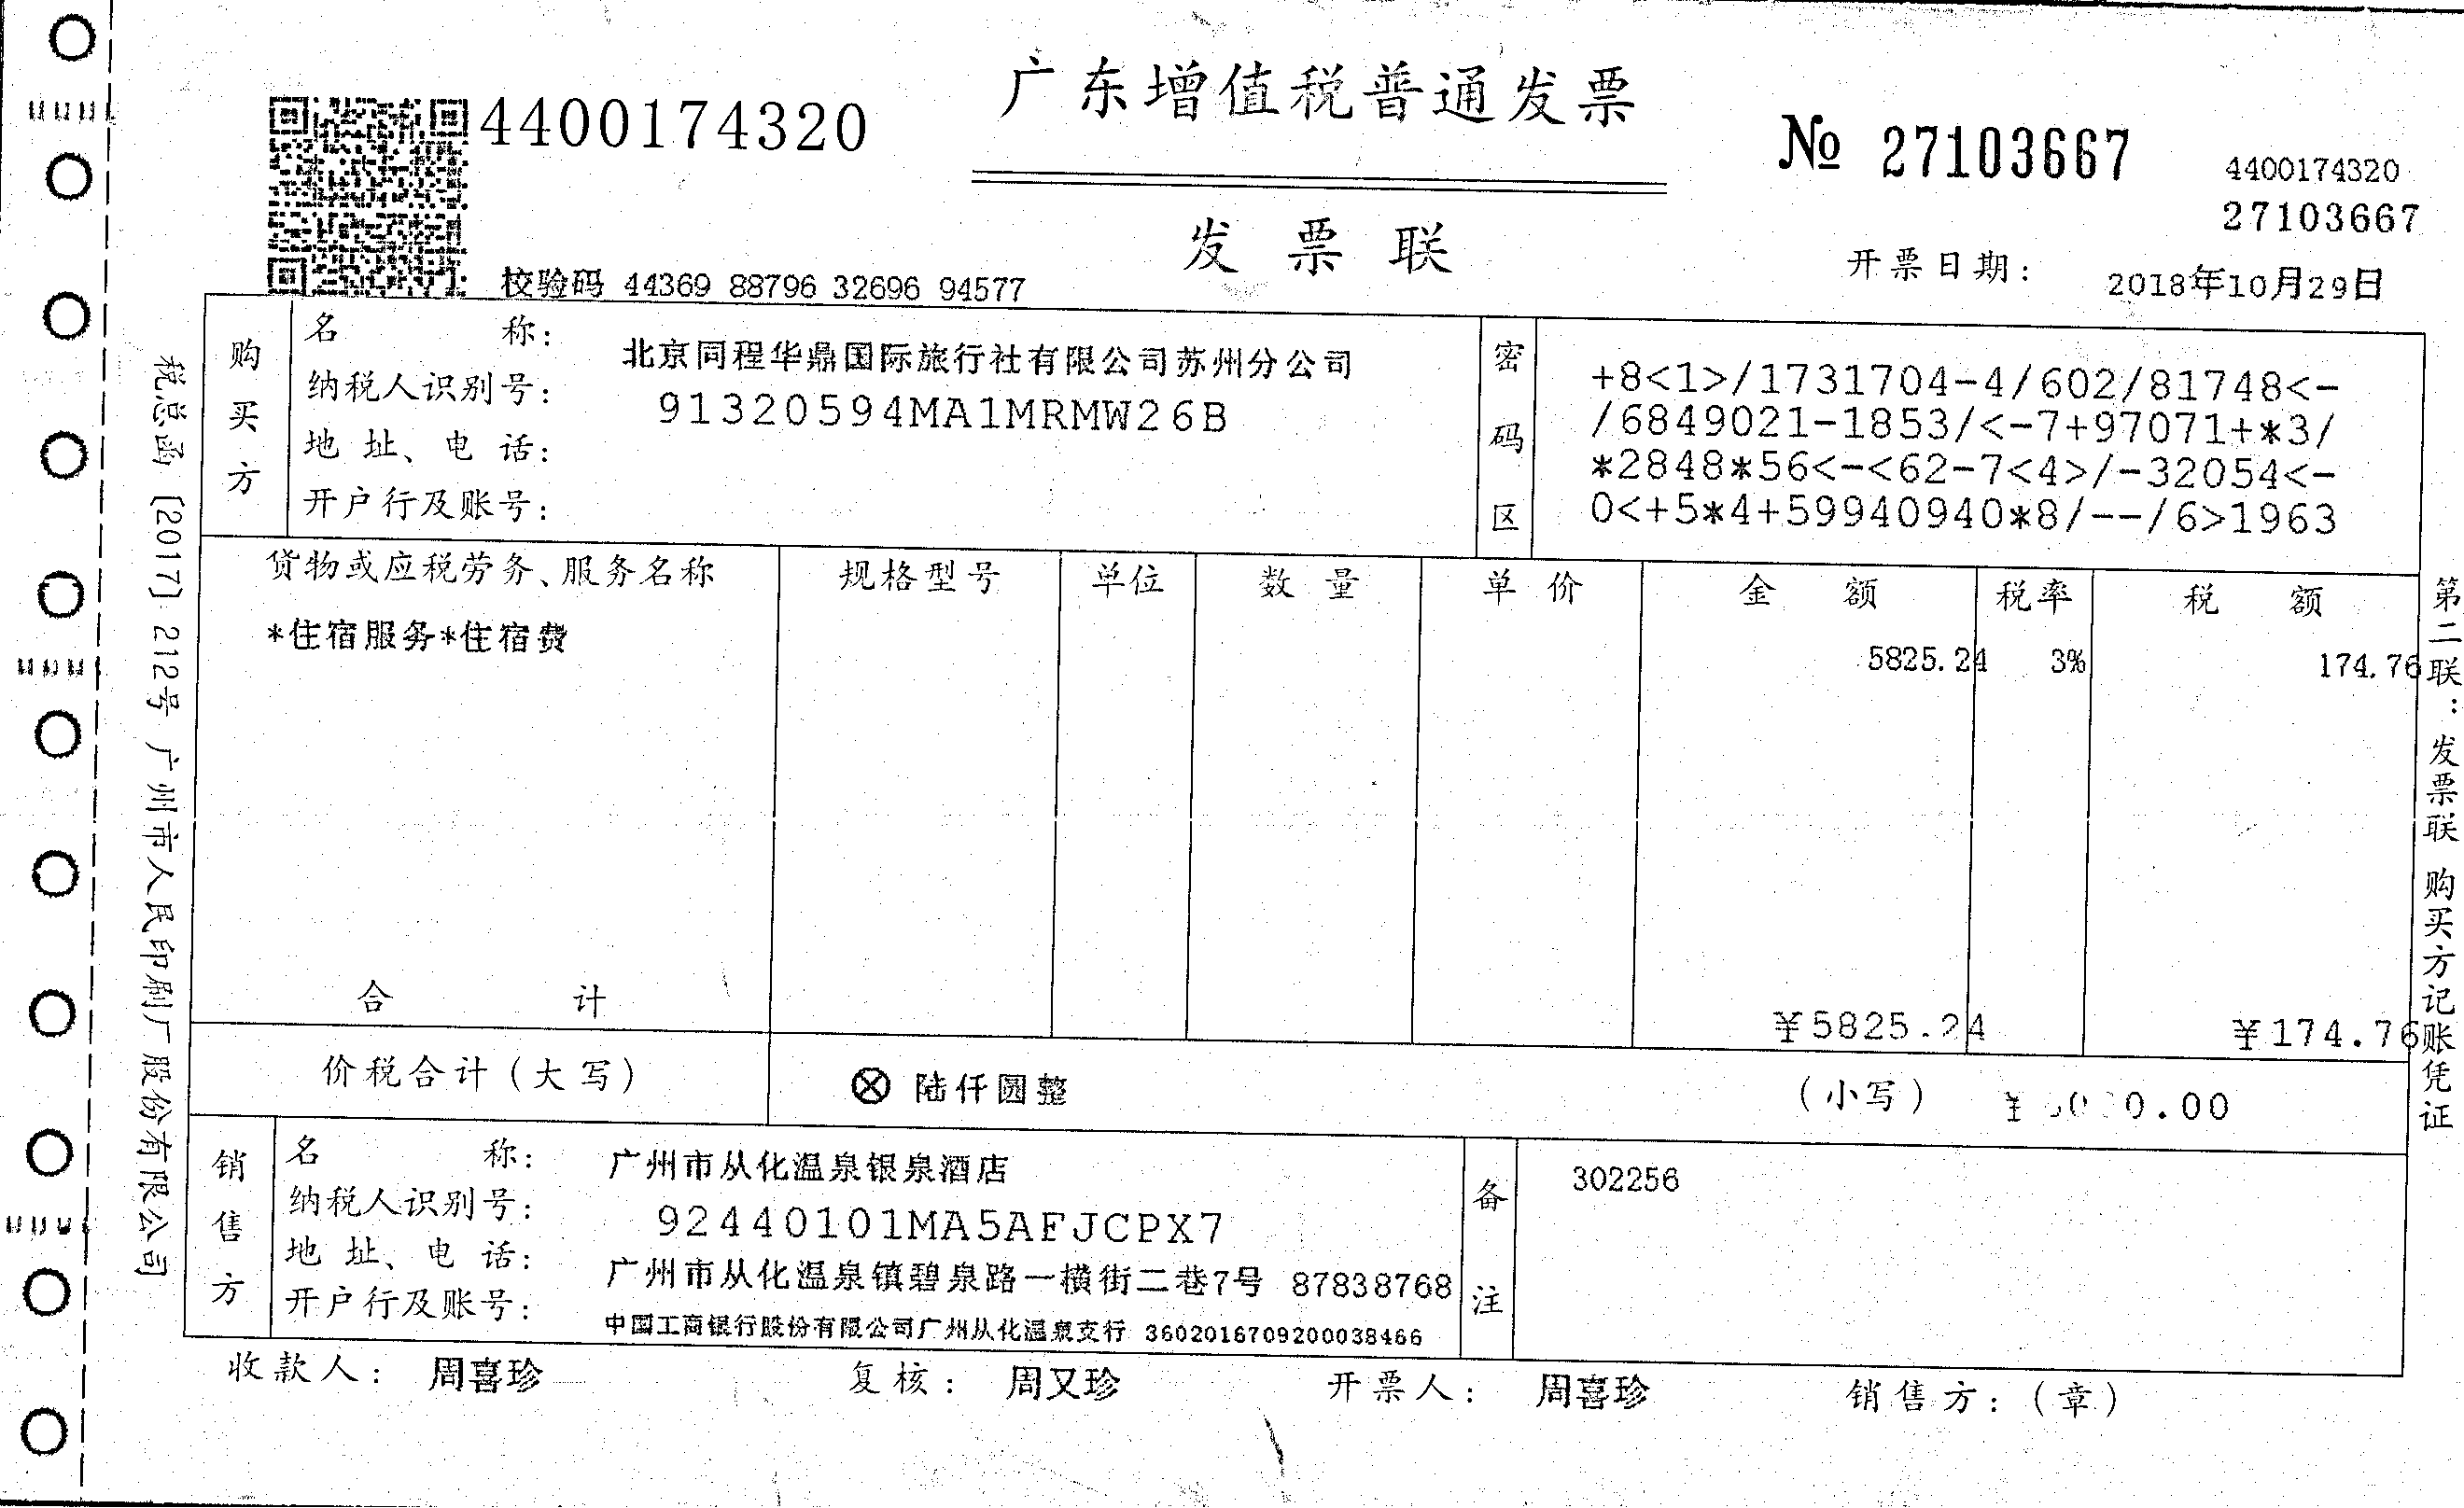 广东增值税普通发票
4400174320
№ 27103667
4400174320
27103667
发票联
校验码 44369 88796 32696 94577
开票日期: 2018年10月29日
税总函〔2017〕212号 广州市人民印刷厂股份有限公司
购买方
名称: 北京同程华鼎国际旅行社有限公司苏州分公司
纳税人识别号: 91320594MA1MRMW26B
地址、电话:
开户行及账号:
密码区
+8<1>/1731704-4/602/81748<-
/6849021-1853/<-7+97071+*3/
*2848*56<-<62-7<4>/-32054<-
0<+5*4+59940940*8/--/6>1963
货物或应税劳务、服务名称 规格型号 单位 数量 单价 金额 税率 税额
*住宿服务*住宿费 5825.24 3% 174.76
合计 ¥5825.24 ¥174.76
价税合计(大写) ⊗陆仟圆整 (小写)
销售方
名称: 广州市从化温泉银泉酒店
纳税人识别号: 92440101MA5AFJCPX7
地址、电话: 广州市从化温泉镇碧泉路一横街二巷7号 87838768
开户行及账号: 中国工商银行股份有限公司广州从化温泉支行 3602016709200038466
备注
302256
收款人: 周喜珍 复核: 周又珍 开票人: 周喜珍 销售方:(章)
第二联:发票联 购买方记账凭证